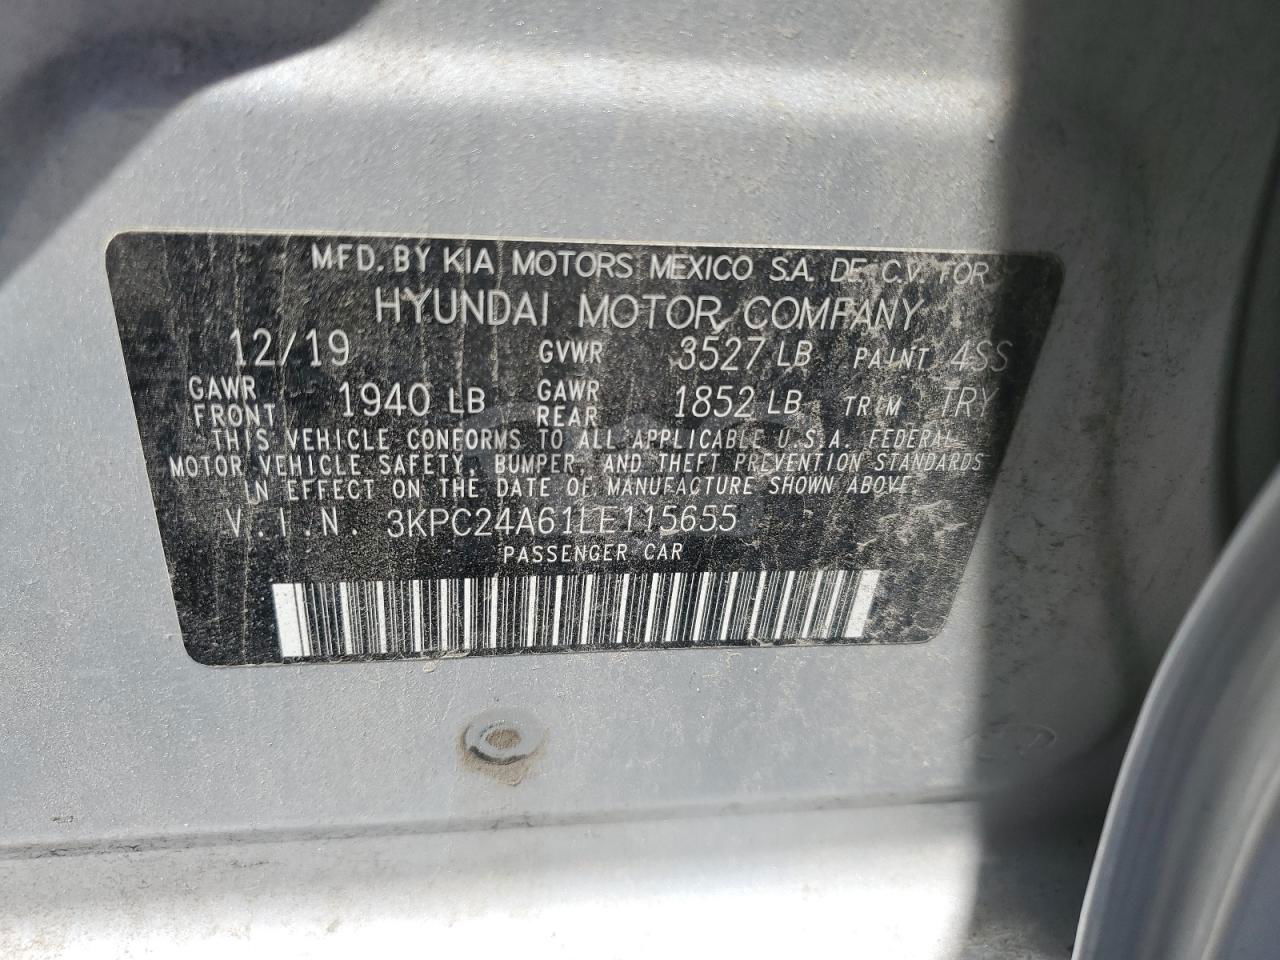 MFD. BY KIA MOTORS MEXICO S.A. DE C.V. FOR
HYUNDAI MOTOR COMPANY
12/19 GVWR 3527 LB PAINT 4SS
GAWR FRONT 1940 LB GAWR REAR 1852 LB TRIM TRY
THIS VEHICLE CONFORMS TO ALL APPLICABLE U.S.A. FEDERAL
MOTOR VEHICLE SAFETY, BUMPER, AND THEFT PREVENTION STANDARDS
IN EFFECT ON THE DATE OF MANUFACTURE SHOWN ABOVE
V.I.N. 3KPC24A61LE115655
PASSENGER CAR